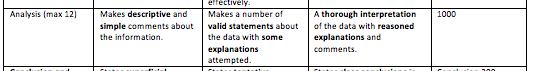 effectively.
Analysis (max 12) Makes descriptive and Makes a number of A thorough interpretation 1000
simple comments about valid statements about of the data with reasoned
the information. the data with some explanations and
explanations comments.
attempted.